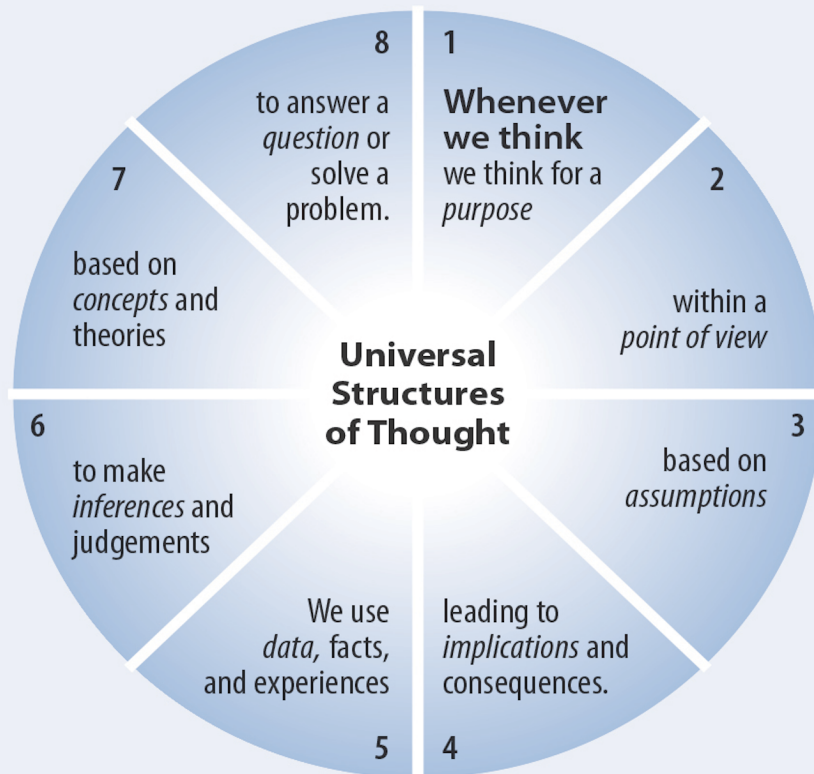 Universal
Structures
of Thought
1
Whenever
we think
we think for a
purpose
2
within a
point of view
3
based on
assumptions
4
leading to
implications and
consequences.
5
We use
data, facts,
and experiences
6
to make
inferences and
judgements
7
based on
concepts and
theories
8
to answer a
question or
solve a
problem.